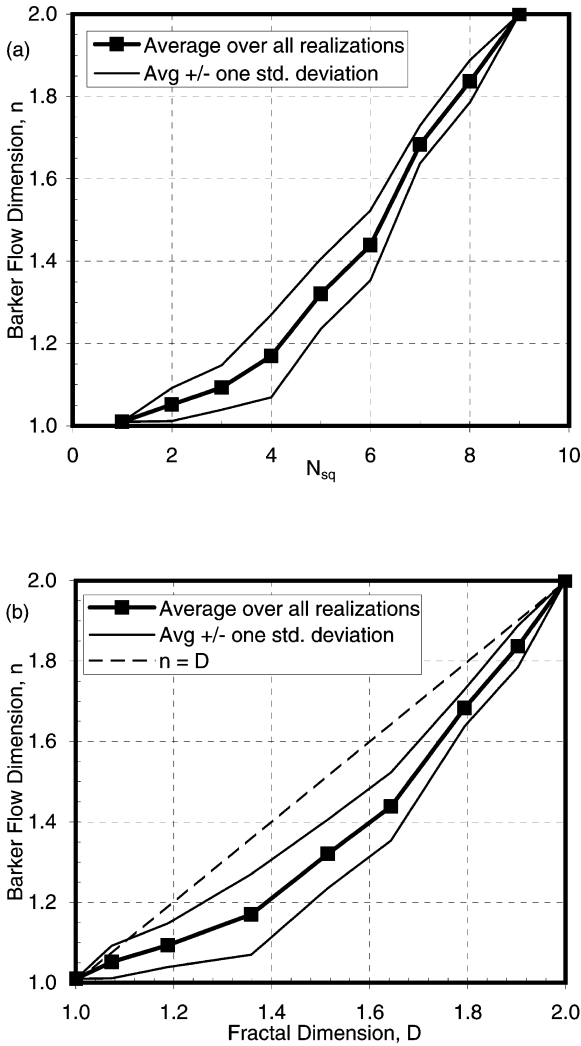 (a)
Average over all realizations
Avg +/- one std. deviation
Barker Flow Dimension, n
2.0
1.8
1.6
1.4
1.2
1.0
0
2
4
6
8
10
Nsq
(b)
Average over all realizations
Avg +/- one std. deviation
n = D
Barker Flow Dimension, n
2.0
1.8
1.6
1.4
1.2
1.0
1.0
1.2
1.4
1.6
1.8
2.0
Fractal Dimension, D